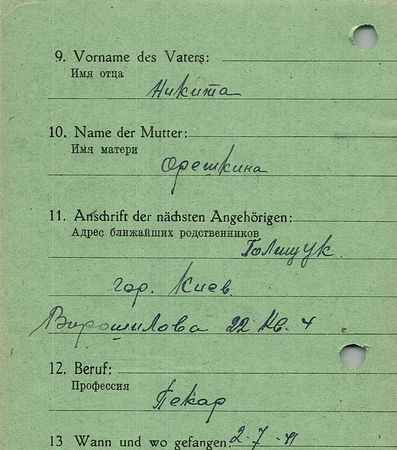 9. Vorname des Vaters:
Имя отца
Никита
10. Name der Mutter:
Имя матери
Орешкина
11. Anschrift der nächsten Angehörigen:
Адрес ближайших родственников
Полищук.
гор. Киев.
Ворошилова 22 Кв. 4
12. Beruf:
Профессия
Пекар
13 Wann und wo gefangen: 2-7-41